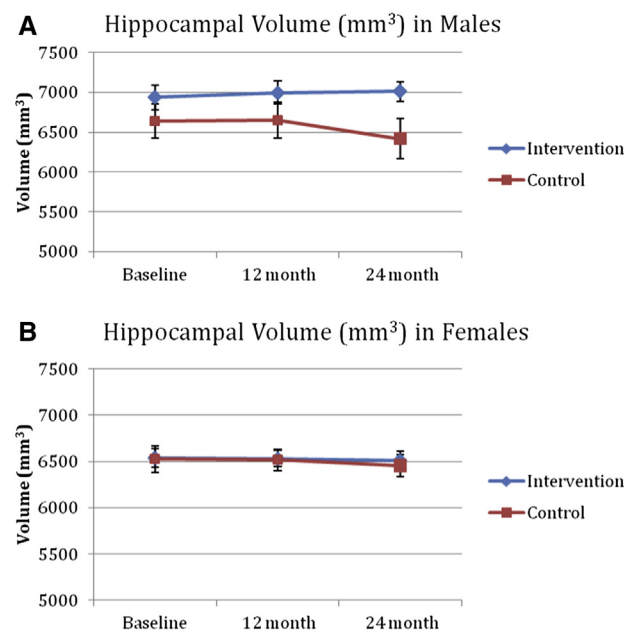 A
Hippocampal Volume (mm³) in Males
Volume (mm³)
7500
7000
6500
6000
5500
5000
Baseline
12 month
24 month
Intervention
Control
B
Hippocampal Volume (mm³) in Females
Volume (mm³)
7500
7000
6500
6000
5500
5000
Baseline
12 month
24 month
Intervention
Control